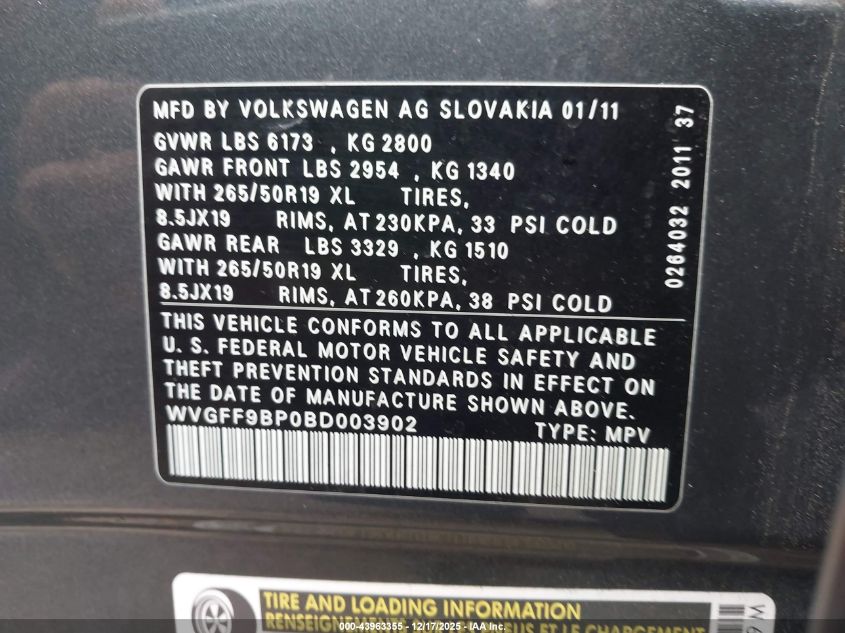 MFD BY VOLKSWAGEN AG SLOVAKIA 01/11
GVWR LBS 6173 , KG 2800
GAWR FRONT LBS 2954 , KG 1340
WITH 265/50R19 XL TIRES,
8.5JX19 RIMS, AT 230KPA, 33 PSI COLD
GAWR REAR LBS 3329 , KG 1510
WITH 265/50R19 XL TIRES,
8.5JX19 RIMS, AT 260KPA, 38 PSI COLD
0264032 2011 37
THIS VEHICLE CONFORMS TO ALL APPLICABLE
U. S. FEDERAL MOTOR VEHICLE SAFETY AND
THEFT PREVENTION STANDARDS IN EFFECT ON
THE DATE OF MANUFACTURE SHOWN ABOVE.
WVGFF9BP0BD003902
TYPE: MPV
TIRE AND LOADING INFORMATION
LE CHARGEMENT
000-43963355 - 12/17/2025 - IAA Inc.